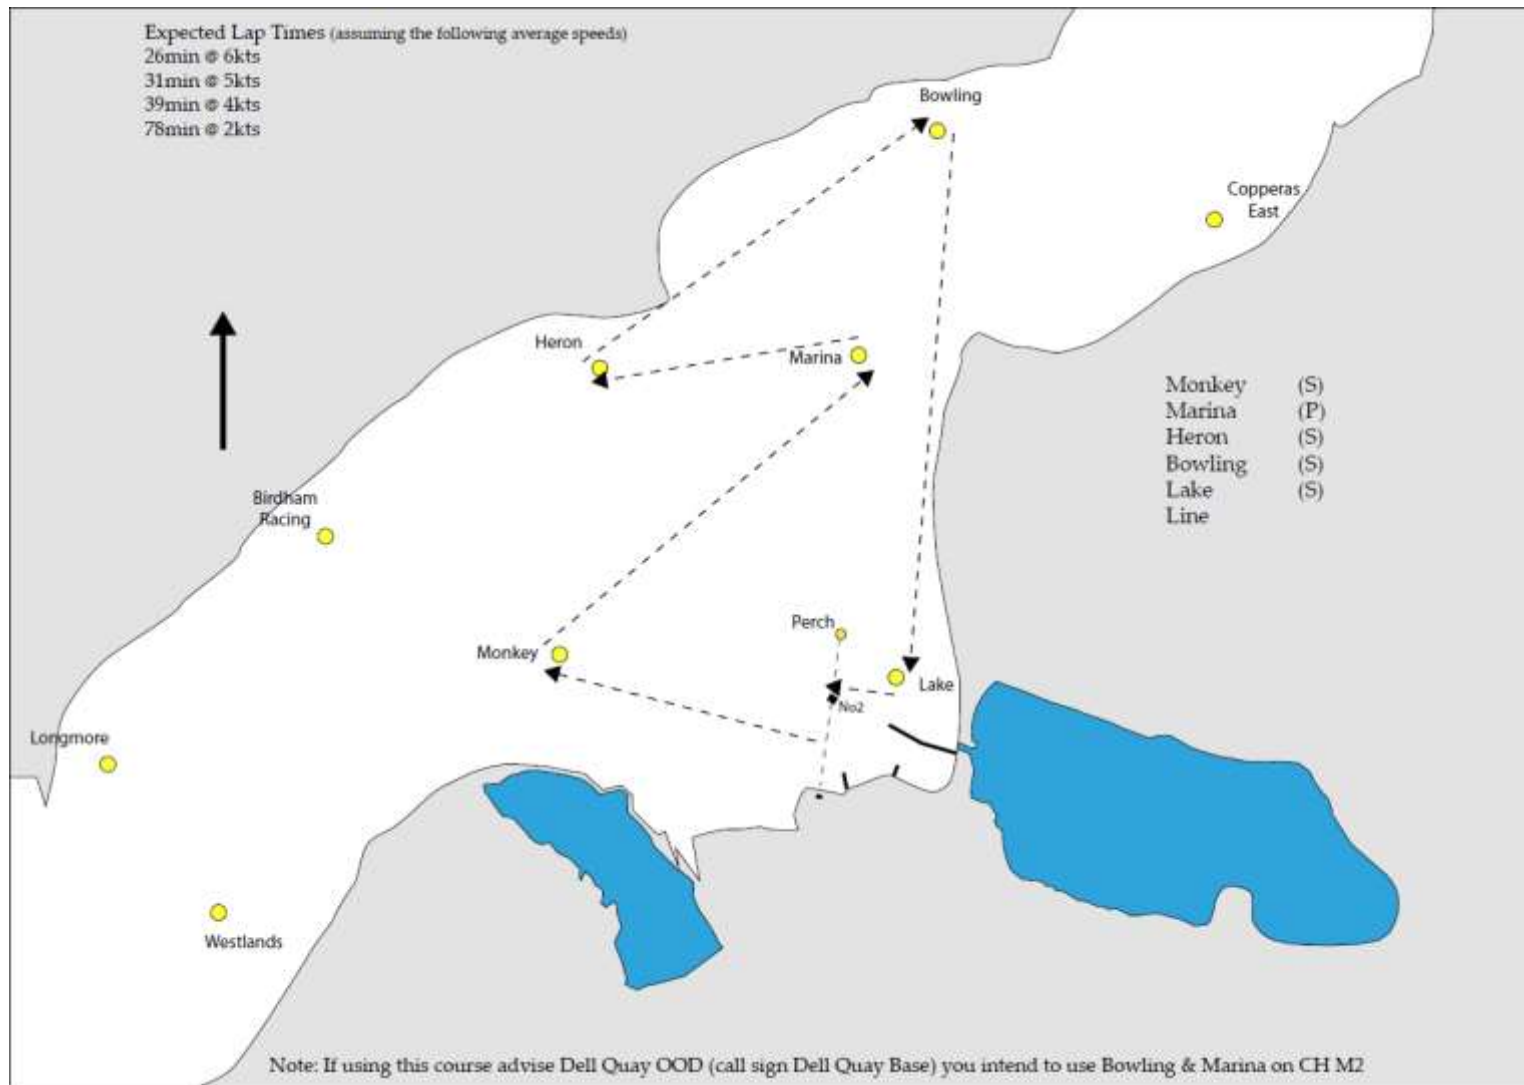 Expected Lap Times (assuming the following average speeds)
26min @ 6kts
31min @ 5kts
39min @ 4kts
78min @ 2kts
Bowling
Copperas
East
Heron
Marina
Monkey (S)
Marina (P)
Heron (S)
Bowling (S)
Lake (S)
Line
Birdham
Racing
Perch
Monkey
Lake
No2
Longmore
Westlands
Note: If using this course advise Dell Quay OOD (call sign Dell Quay Base) you intend to use Bowling & Marina on CH M2